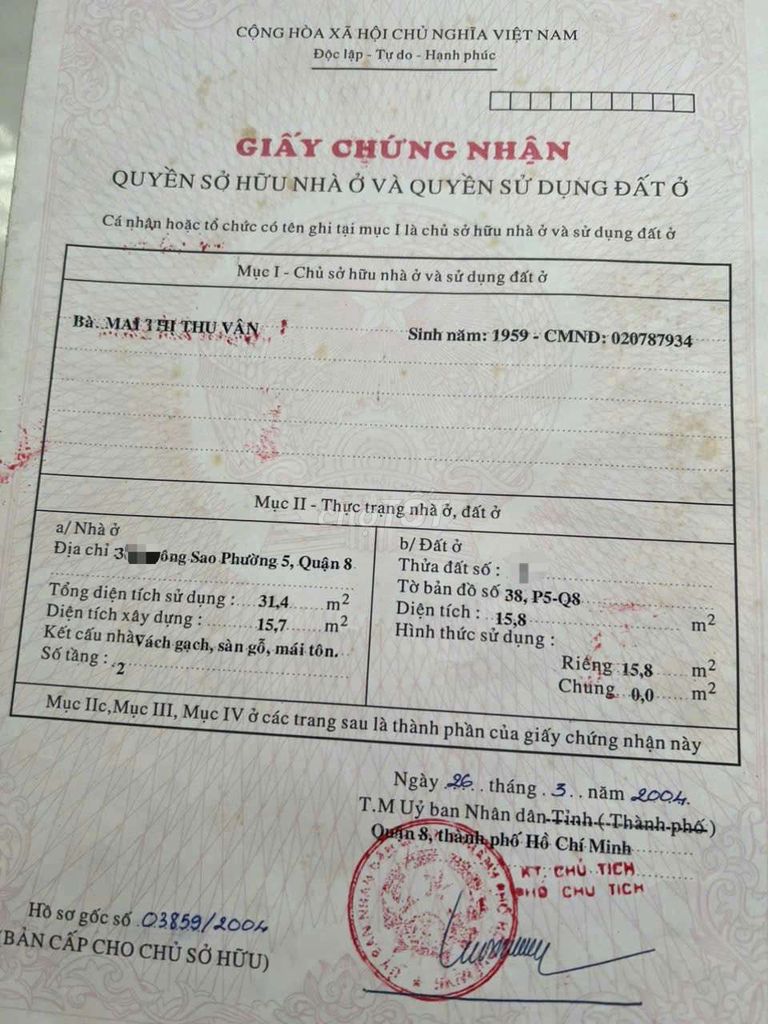 CỘNG HÒA XÃ HỘI CHỦ NGHĨA VIỆT NAM
Độc lập - Tự do - Hạnh phúc
GIẤY CHỨNG NHẬN
QUYỀN SỞ HỮU NHÀ Ở VÀ QUYỀN SỬ DỤNG ĐẤT Ở
Cá nhân hoặc tổ chức có tên ghi tại mục I là chủ sở hữu nhà ở và sử dụng đất ở
Mục I - Chủ sở hữu nhà ở và sử dụng đất ở
Bà. MAI THỊ THU VÂN Sinh năm: 1959 - CMND: 020787934
Mục II - Thực trạng nhà ở, đất ở
chợTỐT
a/ Nhà ở
Địa chỉ 3 ông Sao Phường 5, Quận 8
Tổng diện tích sử dụng : 31,4 m2
Diện tích xây dựng : 15,7 m2
Kết cấu nhà Vách gạch, sàn gỗ, mái tôn.
Số tầng : 2
b/ Đất ở
Thửa đất số :
Tờ bản đồ số 38, P5-Q8
Diện tích : 15,8 m2
Hình thức sử dụng :
Riêng 15,8 m2
Chung 0,0 m2
Mục IIc,Mục III, Mục IV ở các trang sau là thành phần của giấy chứng nhận này
Ngày 26 tháng 3 năm 2004
T.M Uỷ ban Nhân dân Tỉnh ( Thành phố )
Quận 8, thành phố Hồ Chí Minh
KT. CHỦ TỊCH
PHÓ CHỦ TỊCH
Hồ sơ gốc số 03859/2004
(BẢN CẤP CHO CHỦ SỞ HỮU)